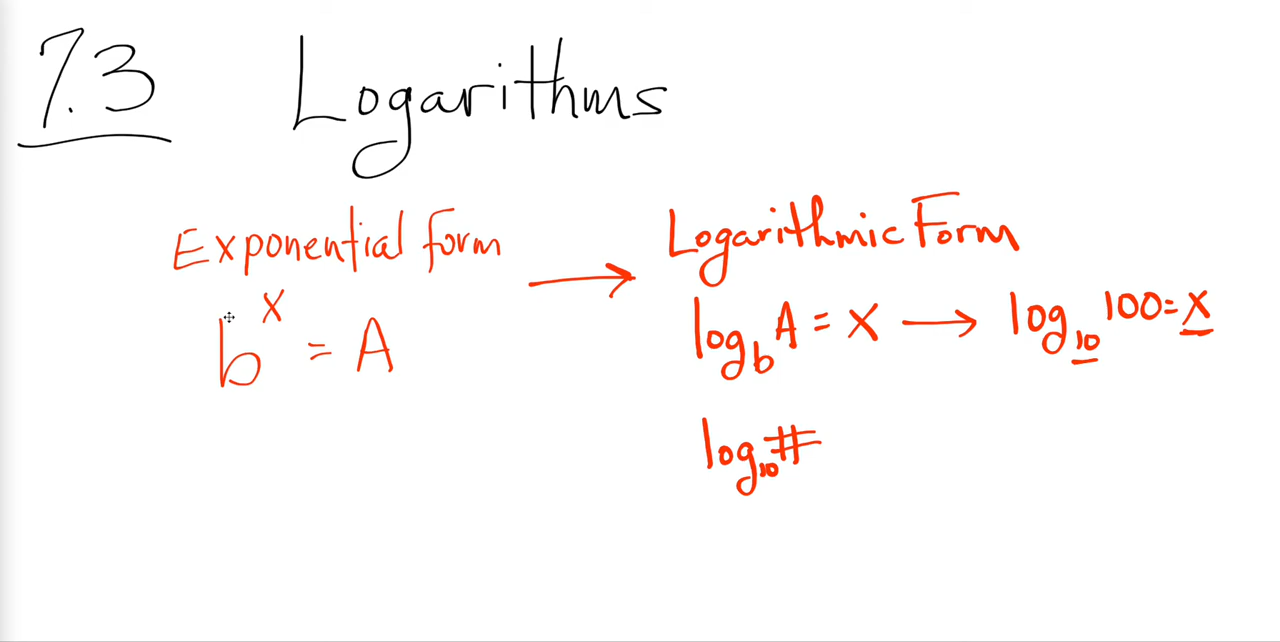 7.3 Logarithms
Exponential form → Logarithmic Form
b^x = A
log_b A = x → log_10 100 = x
log_10 #